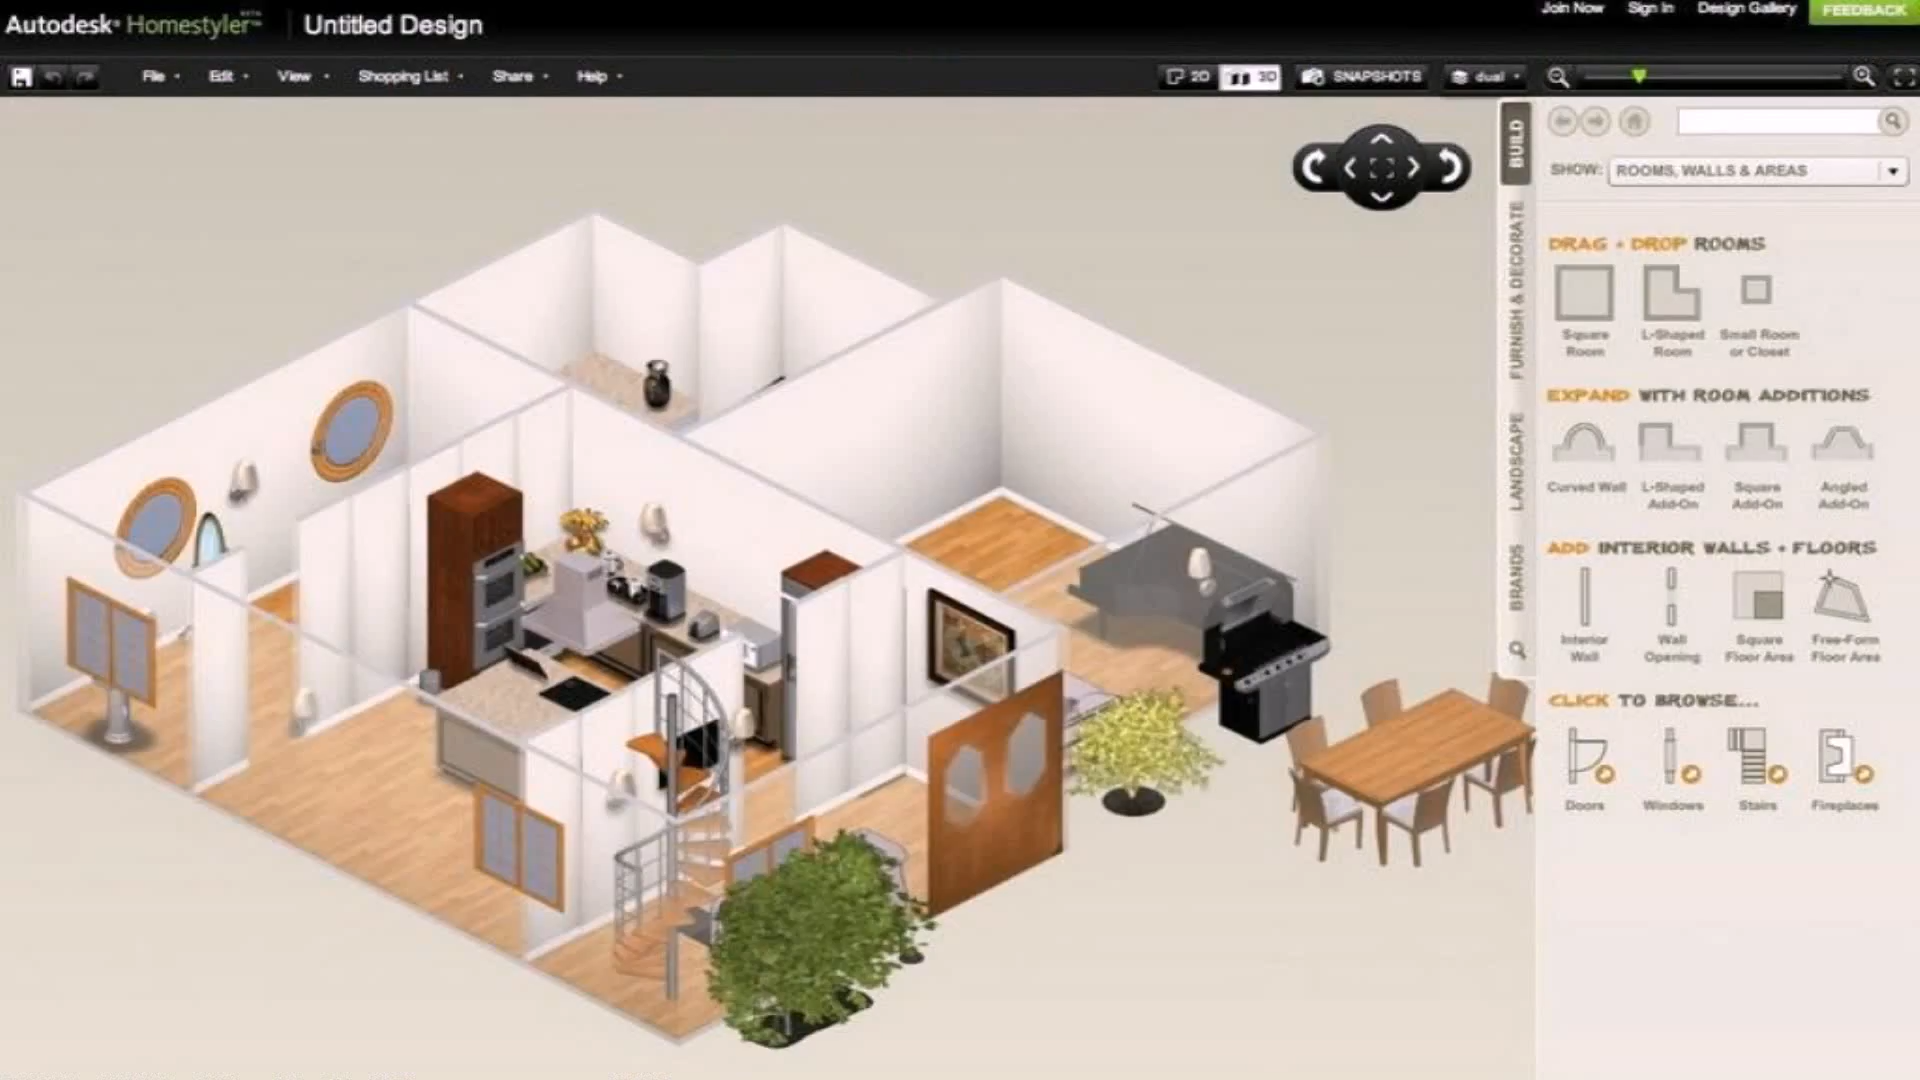 Autodesk® Homestyler™ BETA
Untitled Design
Join Now
Sign In
Design Gallery
FEEDBACK
File
Edit
View
Shopping List
Share
Help
2D
3D
SNAPSHOTS
dual
BUILD
FURNISH & DECORATE
LANDSCAPE
BRANDS
SHOW:
ROOMS, WALLS & AREAS
DRAG + DROP ROOMS
Square
Room
L-Shaped
Room
Small Room
or Closet
EXPAND WITH ROOM ADDITIONS
Curved Wall
L-Shaped
Add-On
Square
Add-On
Angled
Add-On
ADD INTERIOR WALLS + FLOORS
Interior
Wall
Wall
Opening
Square
Floor Area
Free-Form
Floor Area
CLICK TO BROWSE...
Doors
Windows
Stairs
Fireplaces